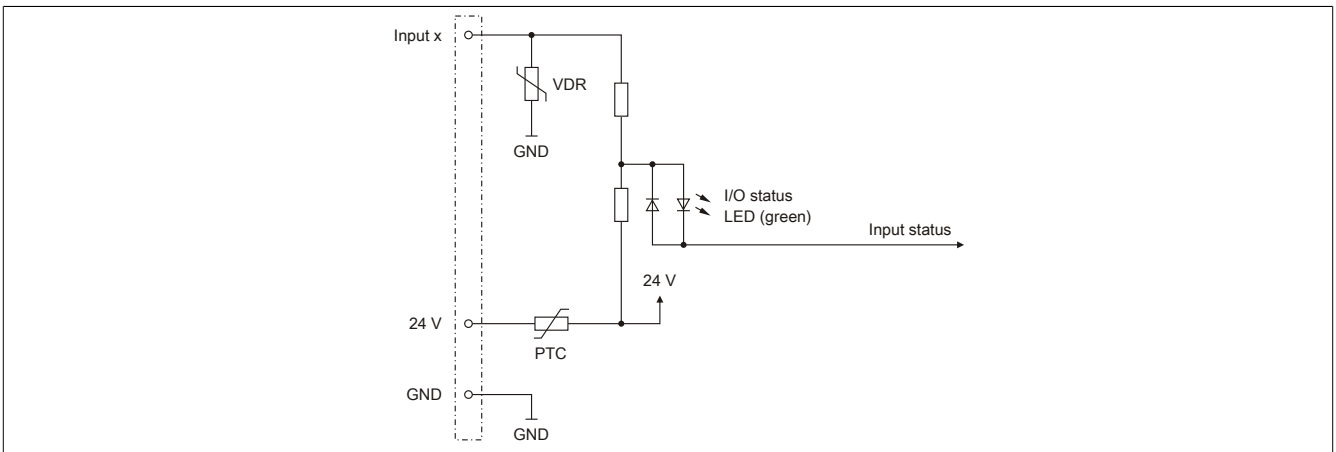 Input x
VDR
GND
I/O status
LED (green)
Input status
24 V
24 V
PTC
GND
GND